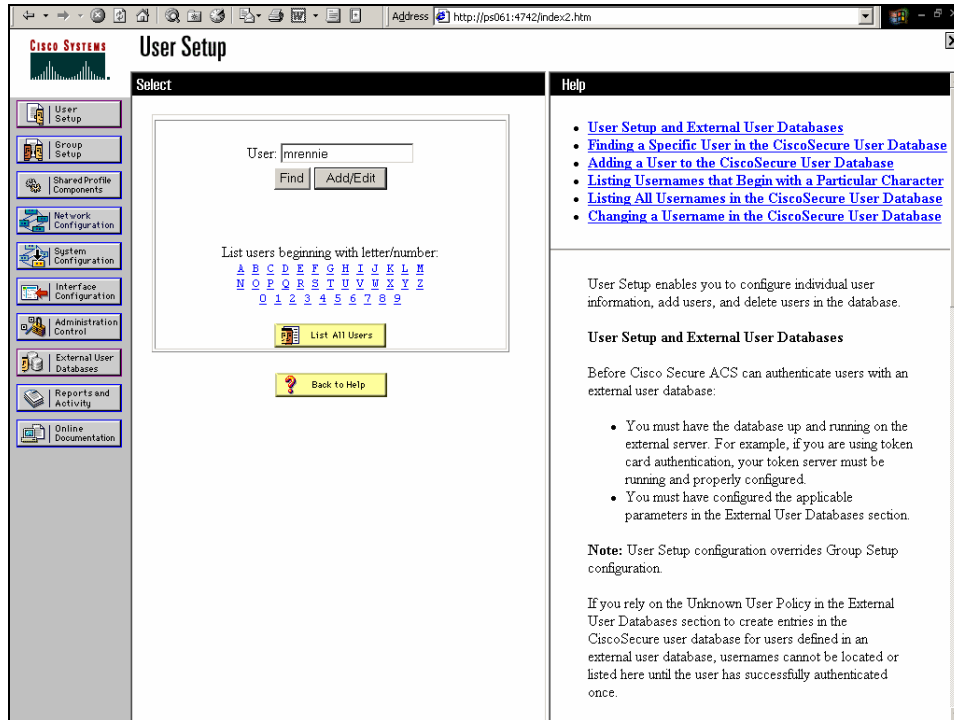 Address http://ps061:4742/index2.htm
CISCO SYSTEMS
User Setup
Select
Help
User
Setup
Group
Setup
Shared Profile
Components
Network
Configuration
System
Configuration
Interface
Configuration
Administration
Control
External User
Databases
Reports and
Activity
Online
Documentation
User: mrennie
Find Add/Edit
List users beginning with letter/number:
A B C D E F G H I J K L M
N O P Q R S T U V W X Y Z
0 1 2 3 4 5 6 7 8 9
List All Users
Back to Help
User Setup and External User Databases
Finding a Specific User in the CiscoSecure User Database
Adding a User to the CiscoSecure User Database
Listing Usernames that Begin with a Particular Character
Listing All Usernames in the CiscoSecure User Database
Changing a Username in the CiscoSecure User Database
User Setup enables you to configure individual user
information, add users, and delete users in the database.
User Setup and External User Databases
Before Cisco Secure ACS can authenticate users with an
external user database:
You must have the database up and running on the
external server. For example, if you are using token
card authentication, your token server must be
running and properly configured.
You must have configured the applicable
parameters in the External User Databases section.
Note: User Setup configuration overrides Group Setup
configuration.
If you rely on the Unknown User Policy in the External
User Databases section to create entries in the
CiscoSecure user database for users defined in an
external user database, usernames cannot be located or
listed here until the user has successfully authenticated
once.